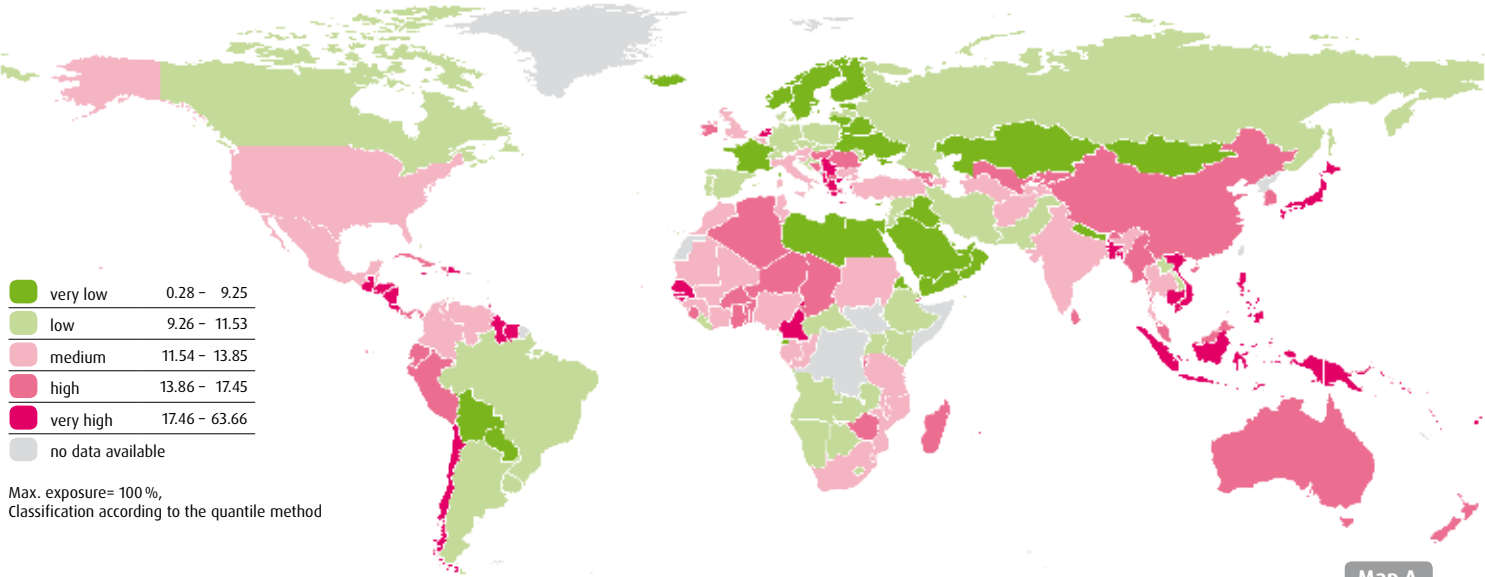 very low 0.28 – 9.25
low 9.26 – 11.53
medium 11.54 – 13.85
high 13.86 – 17.45
very high 17.46 – 63.66
no data available
Max. exposure= 100 %,
Classification according to the quantile method
Map A